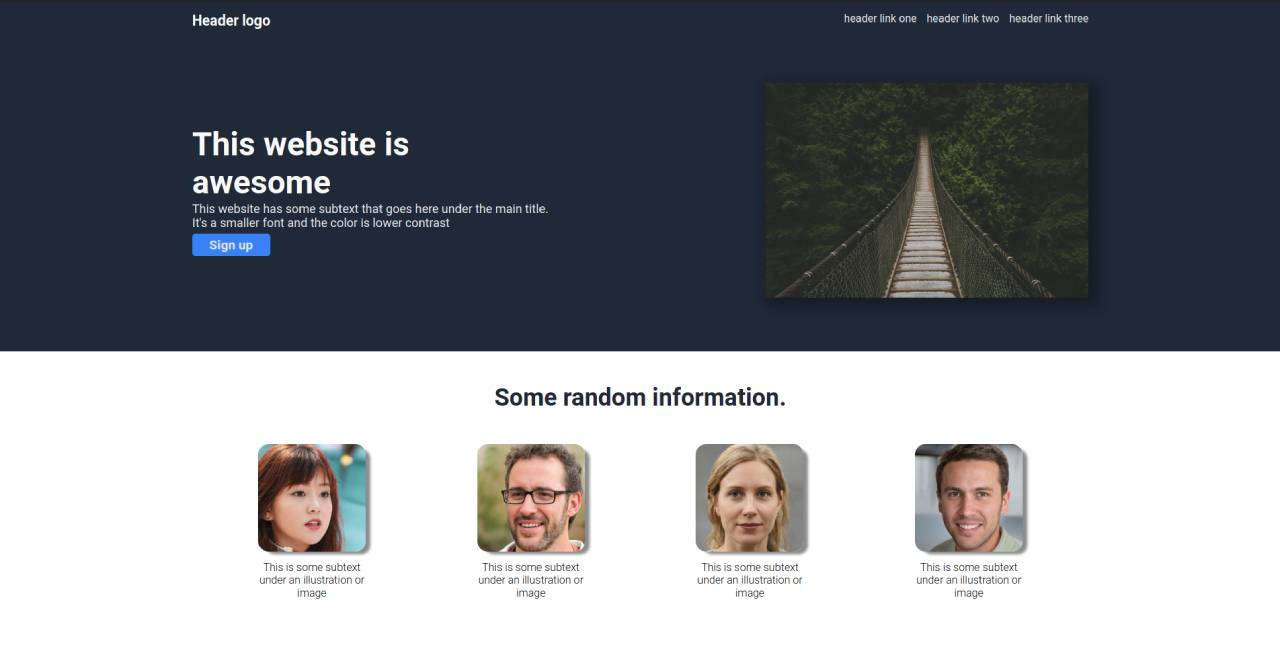 Header logo
header link one header link two header link three
This website is
awesome
This website has some subtext that goes here under the main title.
It's a smaller font and the color is lower contrast
Sign up
Some random information.
This is some subtext
under an illustration or
image
This is some subtext
under an illustration or
image
This is some subtext
under an illustration or
image
This is some subtext
under an illustration or
image